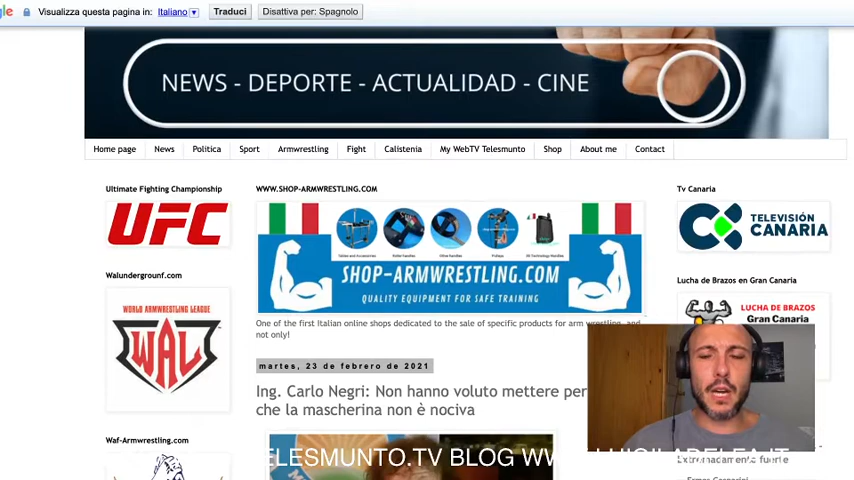 Visualizza questa pagina in: Italiano Traduci Disattiva per: Spagnolo
NEWS - DEPORTE - ACTUALIDAD - CINE
Home page News Política Sport Armwrestling Fight Calistenia My WebTV Telesmunto Shop About me Contact
Ultimate Fighting Championship
UFC
Walundergrounf.com
WORLD ARMWRESTLING LEAGUE
WAL
Waf-Armwrestling.com
WWW.SHOP-ARMWRESTLING.COM
SHOP-ARMWRESTLING.COM
QUALITY EQUIPMENT FOR SAFE TRAINING
One of the first Italian online shops dedicated to the sale of specific products for arm wrestling, and
not only!
martes, 23 de febrero de 2021
Ing. Carlo Negri: Non hanno voluto mettere per
che la mascherina non è nociva
Tv Canaria
TELEVISIÓN
CANARIA
Lucha de Brazos en Gran Canaria
LUCHA DE BRAZOS
Gran Canaria
Extremadamente fuerte
TELESMUNTO.TV BLOG